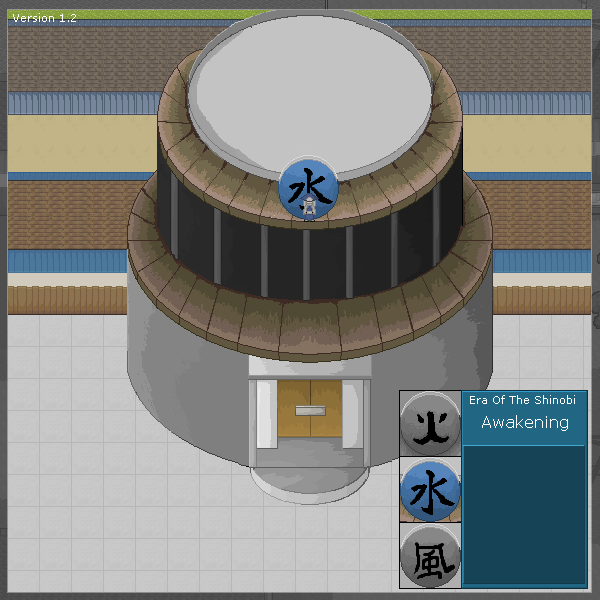 Version 1.2
水
Era Of The Shinobi
Awakening
火
水
風